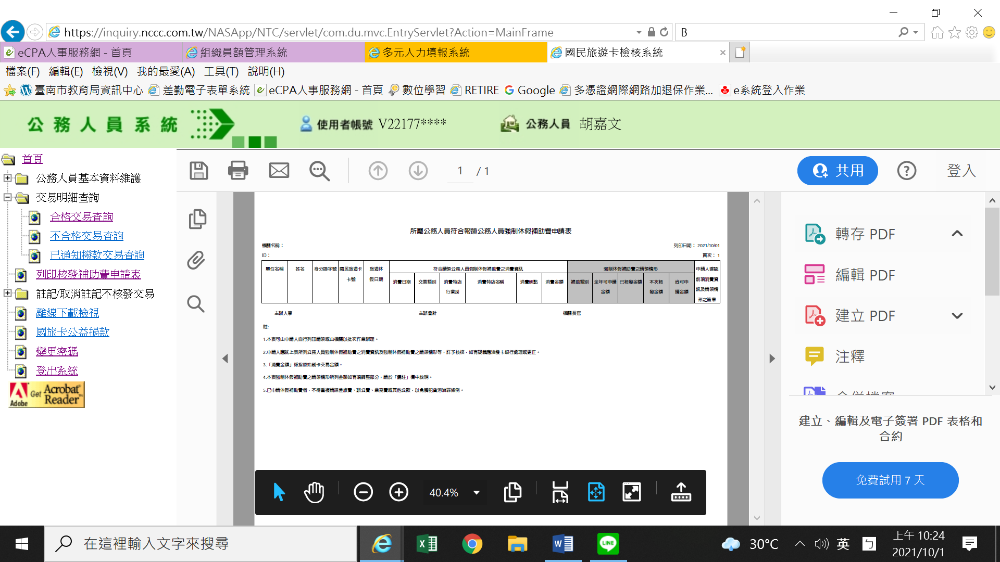 https://inquiry.nccc.com.tw/NASApp/NTC/servlet/com.du.mvc.EntryServlet?Action=MainFrame
B
eCPA人事服務網 - 首頁
組織員額管理系統
多元人力填報系統
國民旅遊卡檢核系統
檔案(F) 編輯(E) 檢視(V) 我的最愛(A) 工具(T) 說明(H)
臺南市教育局資訊中心 差勤電子表單系統 eCPA人事服務網 - 首頁 數位學習 RETIRE Google 多憑證網際網路加退保作業... e系統登入作業
公務人員系統
使用者帳號 V22177****
公務人員 胡嘉文
首頁
公務人員基本資料維護
交易明細查詢
合格交易查詢
不合格交易查詢
已通知撥款交易查詢
列印核發補助費申請表
註記/取消註記不核發交易
離線下載檢視
國旅卡公益捐款
變更密碼
登出系統
Adobe
Get Acrobat Reader
1 / 1
共用
登入
所屬公務人員符合報領公務人員強制休假補助費申請表
機關名稱：
列印日期： 2021/10/01
ID：
頁次： 1
單位名稱
姓名
身分證字號
國民旅遊卡卡號
旅遊休假日期
符合請領公務人員強制休假補助費之消費資訊
消費日期
交易類別
消費特店行業別
消費特店名稱
消費地點
消費金額
強制休假補助費之請領情形
補助類別
全年可申請金額
已核發金額
本次核發金額
尚可申請金額
申請人確認前項消費資訊及請領情形之簽章
主辦人事
主辦會計
機關長官
註:
1.本表可由申請人自行列印請領或由機關以批次作業辦理。
2.申請人應就上表所列公務人員強制休假補助費之消費資訊及強制休假補助費之請領情形等，詳予核校，如有疑義應洽發卡銀行處理或更正。
3.「消費金額」係指原始刷卡交易金額。
4.本表強制休假補助費之請領情形所列金額如有須調整部分，請於「備註」欄中敘明。
5.已申請休假補助費者，不得重複請領差旅費、辦公費、業務費或其他公款，以免觸犯貪污治罪條例。
轉存 PDF
編輯 PDF
建立 PDF
注釋
合併檔案
建立、編輯及電子簽署 PDF 表格和
合約
免費試用 7 天
40.4%
在這裡輸入文字來搜尋
LINE
30°C
英
ㄅ
上午 10:24
2021/10/1